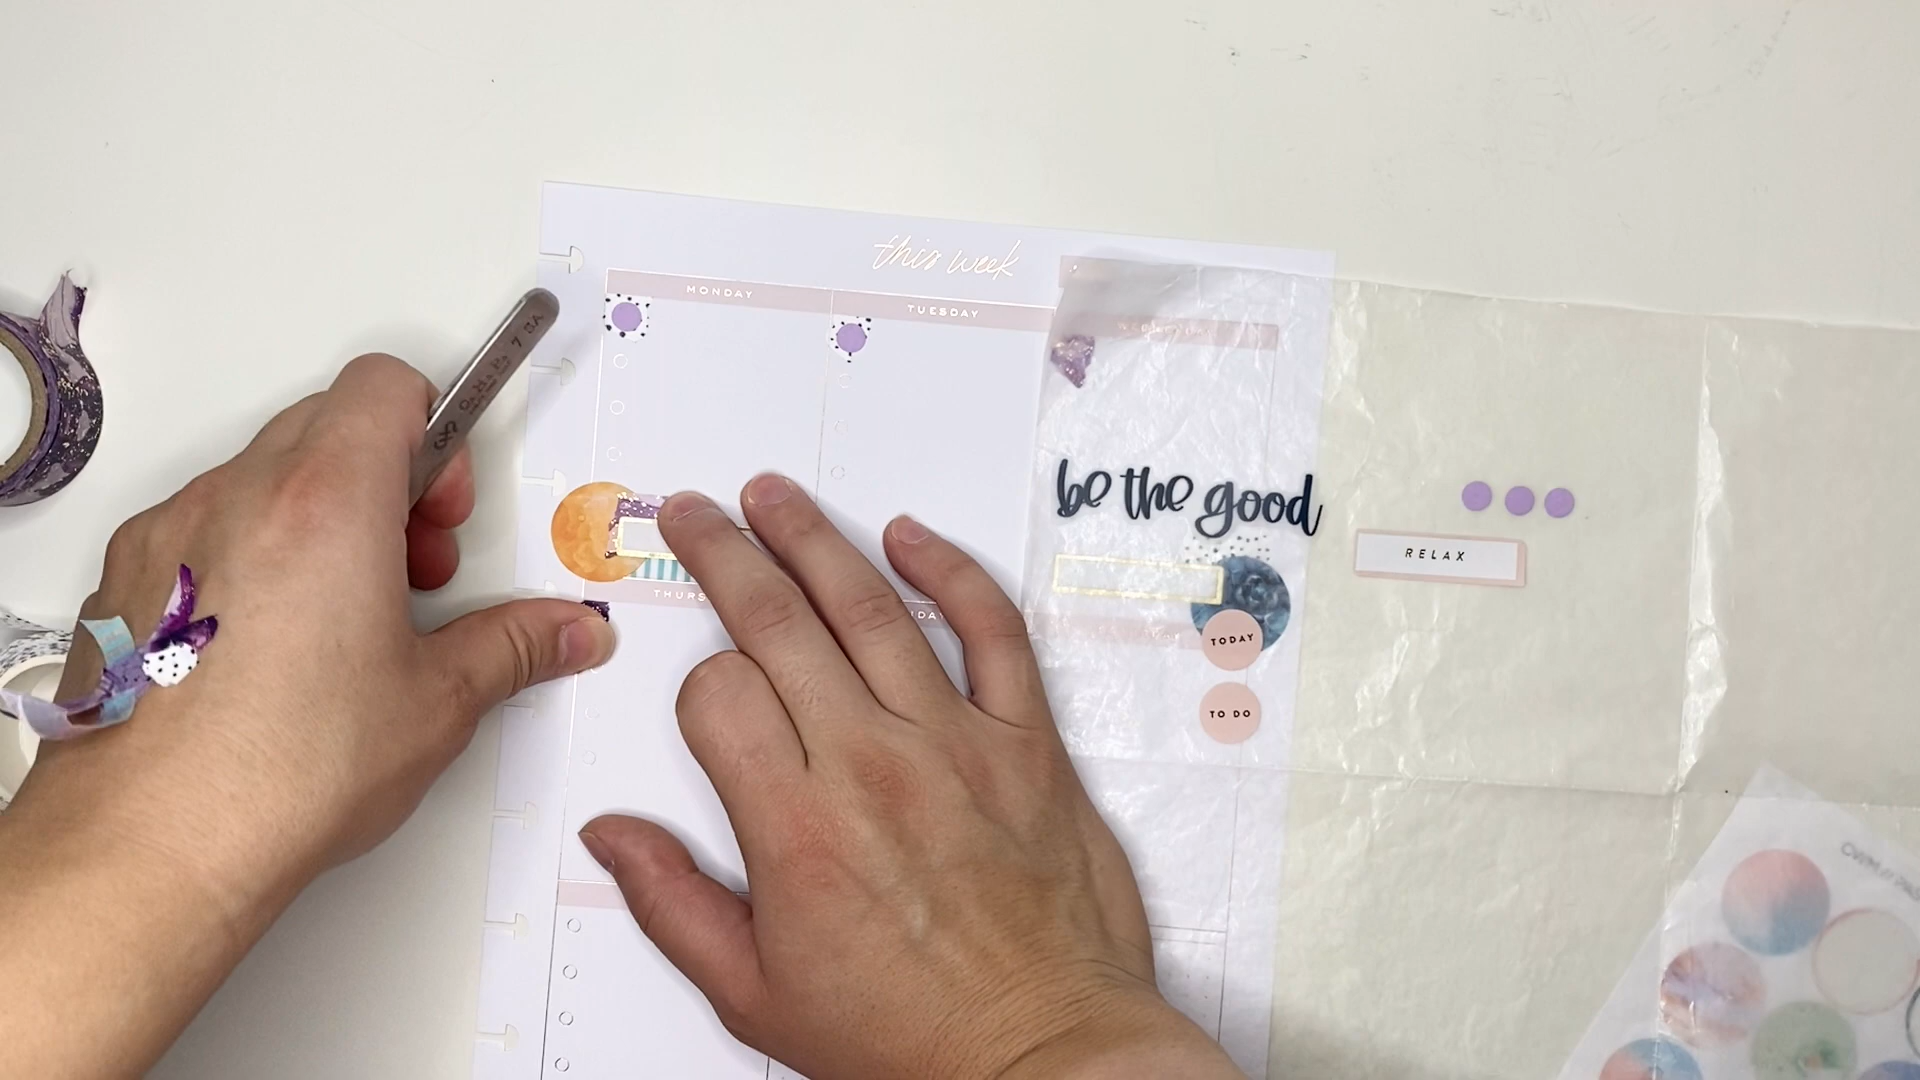 this week
MONDAY
TUESDAY
be the good
RELAX
TODAY
TO DO